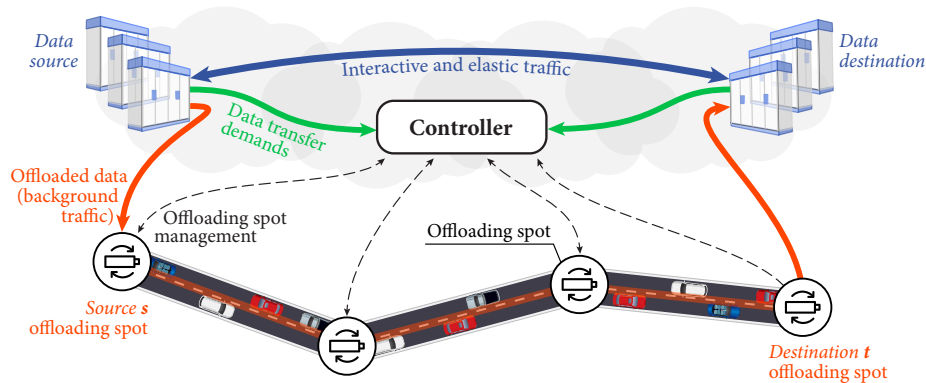 Data
source
Interactive and elastic traffic
Data
destination
Data transfer
demands
Controller
Offloaded data
(background
traffic)
Offloading spot
management
Offloading spot
Source s
offloading spot
Destination t
offloading spot